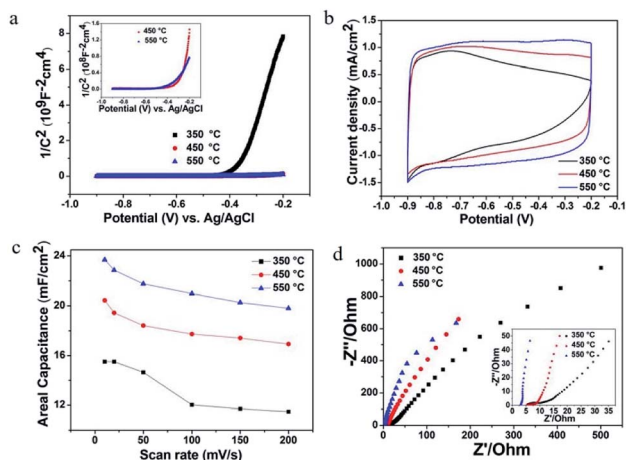 a
1/C² (10⁹F⁻²cm⁴)
8
6
4
2
0
-1.0 -0.8 -0.6 -0.4 -0.2
Potential (V) vs. Ag/AgCl
350 °C
450 °C
550 °C
1/C² (10⁸F⁻²cm⁴)
1.6
1.2
0.8
0.4
0.0
-0.9 -0.6 -0.3
Potential (V) vs. Ag/AgCl
450 °C
550 °C
b
Current density (mA/cm²)
1.5
1.0
0.5
0.0
-0.5
-1.0
-1.5
-1.0 -0.9 -0.8 -0.7 -0.6 -0.5 -0.4 -0.3 -0.2 -0.1
Potential (V)
350 °C
450 °C
550 °C
c
Areal Capacitance (mF/cm²)
24
20
16
12
0 50 100 150 200
Scan rate (mV/s)
350 °C
450 °C
550 °C
d
-Z''/Ohm
1000
800
600
400
200
0
0 100 200 300 400 500
Z'/Ohm
350 °C
450 °C
550 °C
-Z''/Ohm
50
40
30
20
10
0
0 5 10 15 20 25 30 35
Z'/Ohm
350 °C
450 °C
550 °C